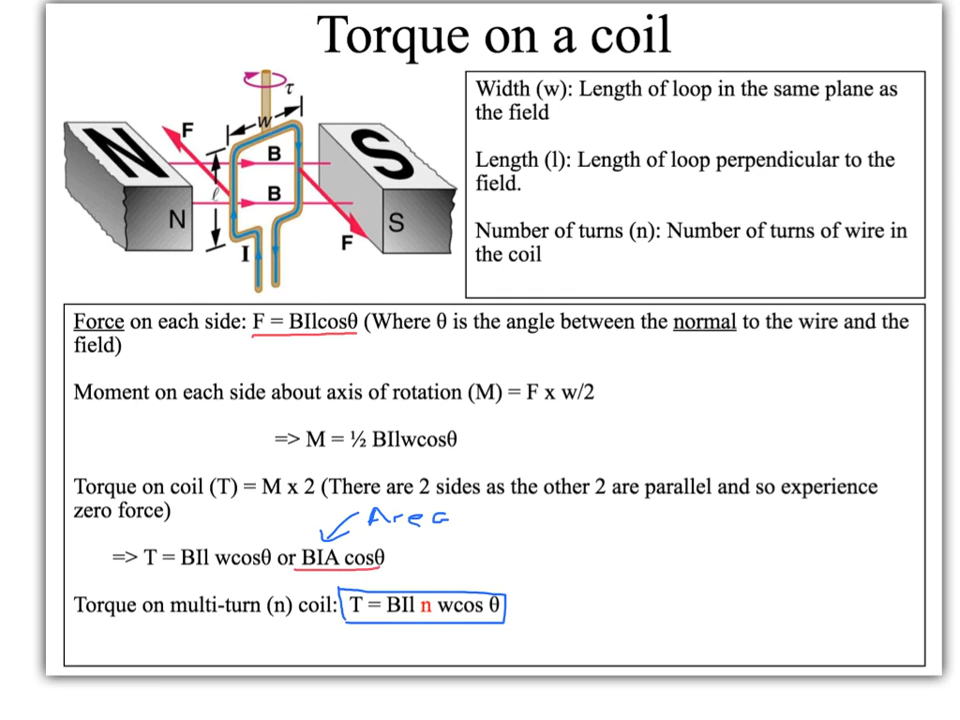 Torque on a coil
N
S
F
w
τ
B
B
ℓ
N
S
F
I
Width (w): Length of loop in the same plane as
the field
Length (l): Length of loop perpendicular to the
field.
Number of turns (n): Number of turns of wire in
the coil
Force on each side: F = BIlcosθ (Where θ is the angle between the normal to the wire and the
field)
Moment on each side about axis of rotation (M) = F x w/2
=> M = ½ BIlwcosθ
Torque on coil (T) = M x 2 (There are 2 sides as the other 2 are parallel and so experience
zero force)
Area
=> T = BIl wcosθ or BIA cosθ
Torque on multi-turn (n) coil: T = BIl n wcos θ